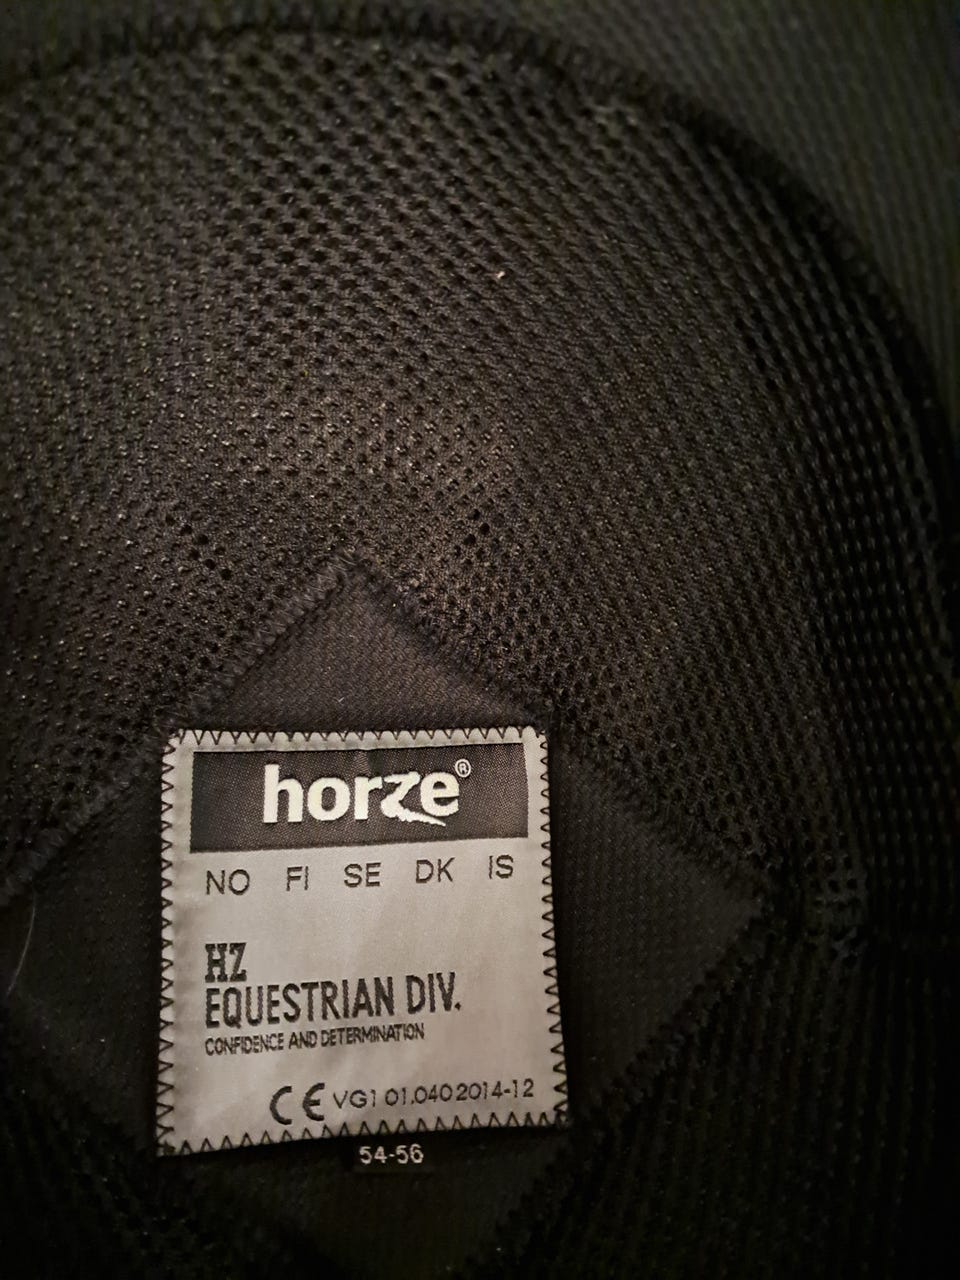 horze®
NO FI SE DK IS
HZ
EQUESTRIAN DIV.
CONFIDENCE AND DETERMINATION
CE VG1 01.040 2014-12
54-56